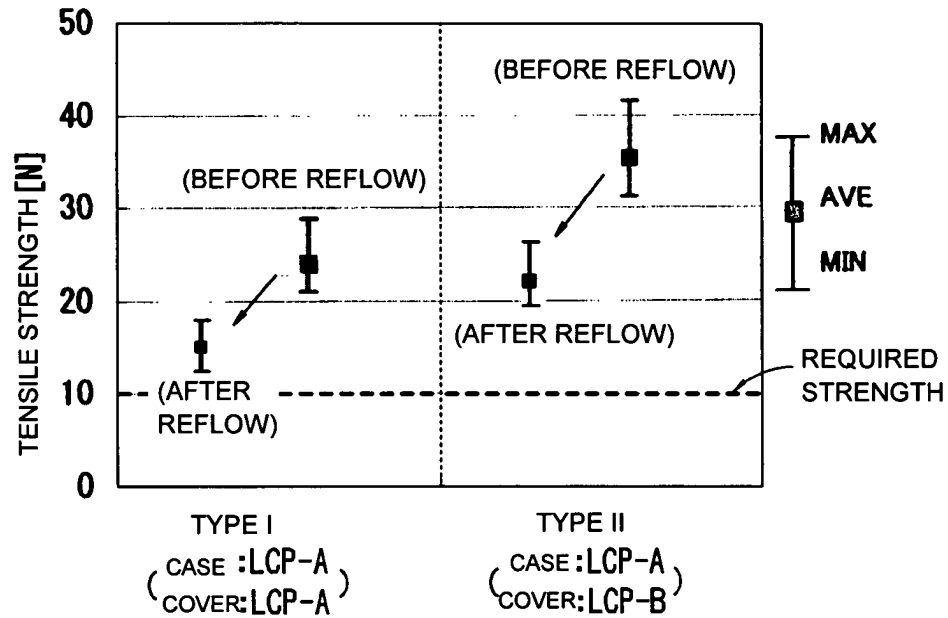 TENSILE STRENGTH [N]
50
40
30
20
10
0
(BEFORE REFLOW)
(AFTER
REFLOW)
(BEFORE REFLOW)
(AFTER REFLOW)
MAX
AVE
MIN
REQUIRED
STRENGTH
TYPE I
(CASE :LCP-A
COVER:LCP-A)
TYPE II
(CASE:LCP-A
COVER:LCP-B)